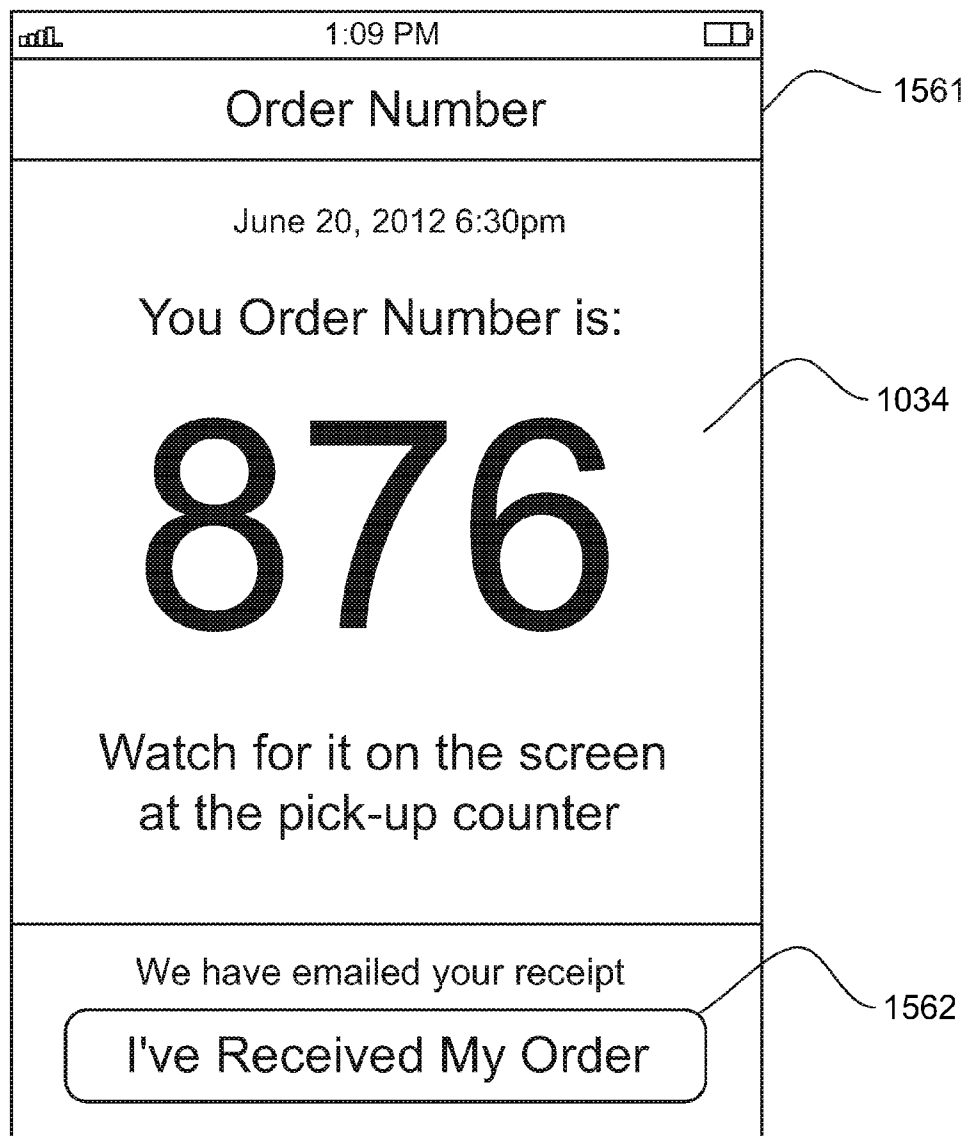 1:09 PM
Order Number
1561
June 20, 2012 6:30pm
You Order Number is:
876
1034
Watch for it on the screen
at the pick-up counter
We have emailed your receipt
I've Received My Order
1562